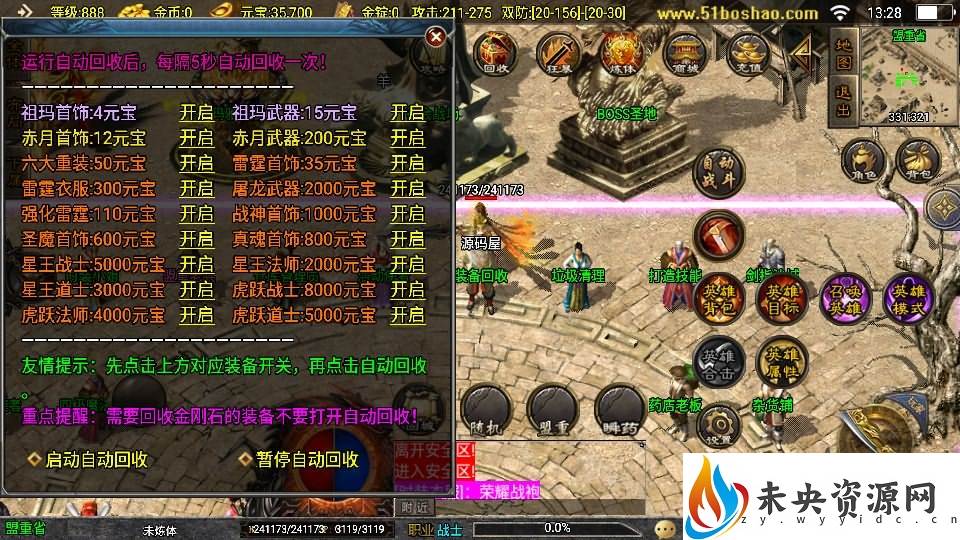 等级:888 金币:0 元宝:35,700 金锭:0 攻击:211-275 双防:[20-156]-[20-30] www.51boshao.com 13:28
运行自动回收后，每隔5秒自动回收一次！
祖玛首饰:4元宝 开启 祖玛武器:15元宝 开启
赤月首饰:12元宝 开启 赤月武器:200元宝 开启
六大重装:50元宝 开启 雷霆首饰:35元宝 开启
雷霆衣服:300元宝 开启 屠龙武器:2000元宝 开启
强化雷霆:110元宝 开启 战神首饰:1000元宝 开启
圣魔首饰:600元宝 开启 真魂首饰:800元宝 开启
星王战士:5000元宝 开启 星王法师:2000元宝 开启
星王道士:3000元宝 开启 虎跃战士:8000元宝 开启
虎跃法师:4000元宝 开启 虎跃道士:5000元宝 开启
友情提示：先点击上方对应装备开关，再点击自动回收
。
重点提醒：需要回收金刚石的装备不要打开自动回收！
启动自动回收 暂停自动回收
回收 狂暴 炼体 商城 充值
地图
退出
盟重省
331,321
BOSS圣地
自动战斗
角色 背包
241173/241173
源码屋
装备回收 垃圾清理 打造技能
英雄背包 英雄目标 召唤英雄 英雄模式
英雄合击 英雄属性
药店老板 杂货铺
随机 盟重 瞬药 设置
离开安全区!
进入安全区!
荣耀战袍
附近
盟重省 未炼体 241173/241173 3119/3119 职业 战士 0.0%
未央资源网
zy.wyyidc.cn